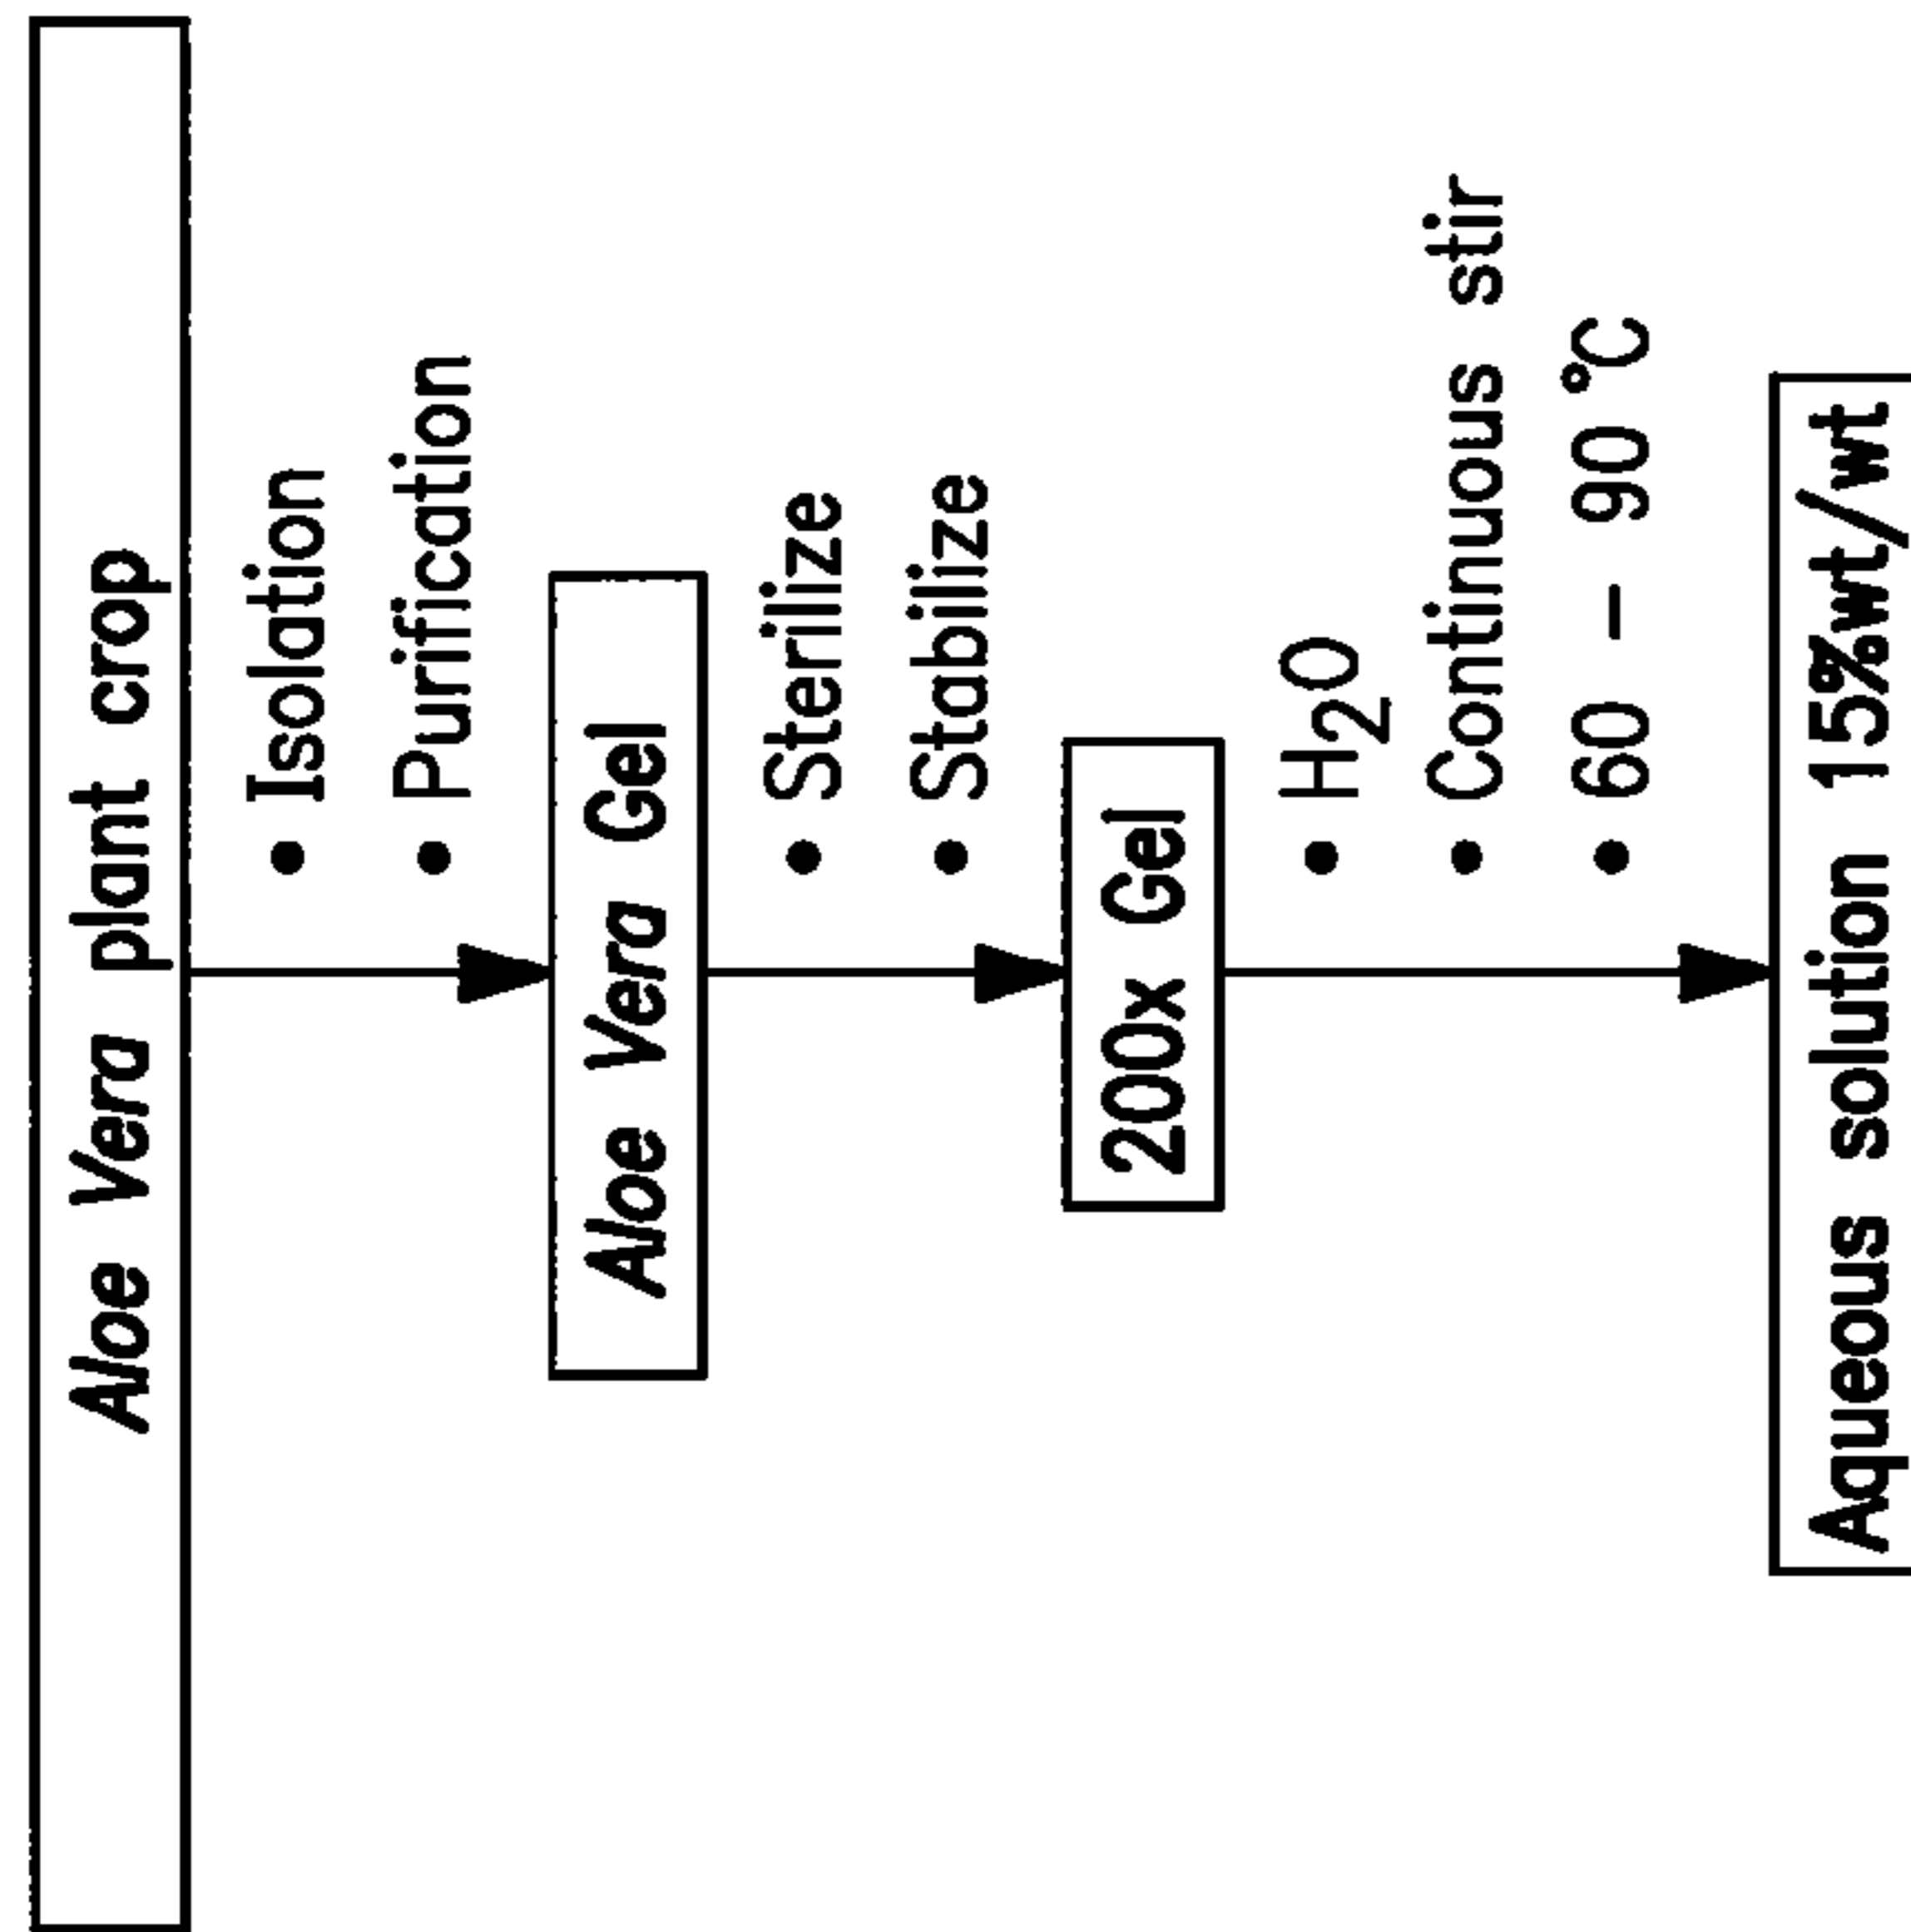 Aloe Vera plant crop
• Isolation
• Purification
Aloe Vera Gel
• Sterilize
• Stabilize
200x Gel
• H₂O
• Continuous stir
• 60 – 90 °C
Aqueous solution 15%wt/wt